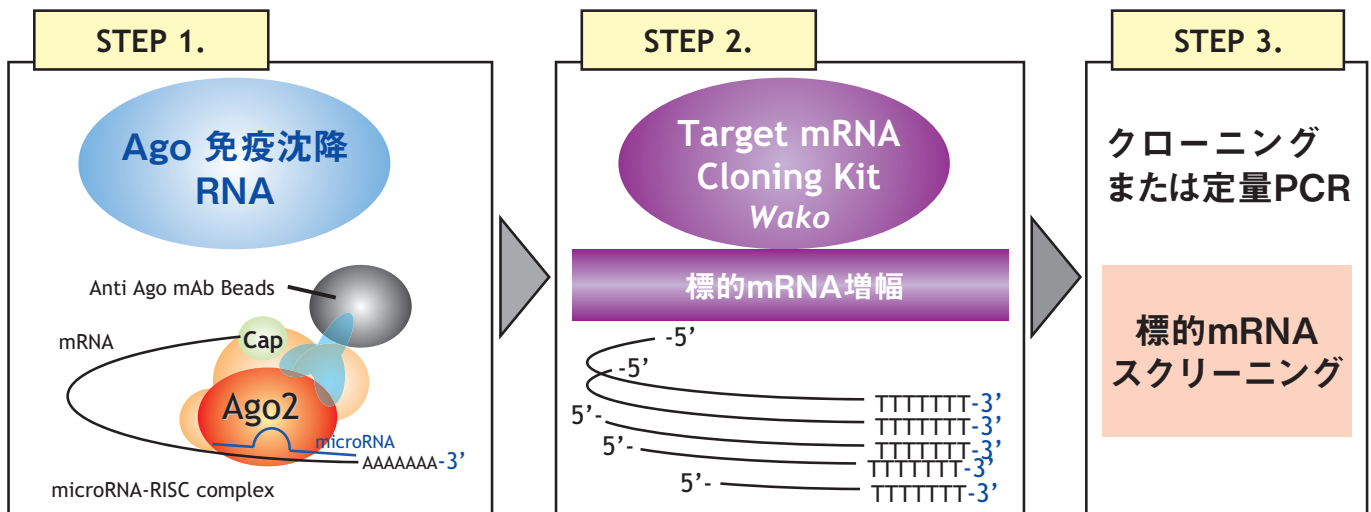 STEP 1.
Ago 免疫沈降
RNA
Anti Ago mAb Beads
mRNA
Cap
Ago2
microRNA
AAAAAAA-3’
microRNA-RISC complex
STEP 2.
Target mRNA
Cloning Kit
Wako
標的mRNA増幅
-5’
-5’
TTTTTTT-3’
5’-
TTTTTTT-3’
5’-
TTTTTTT-3’
TTTTTTT-3’
5’-
TTTTTTT-3’
STEP 3.
クローニング
または定量PCR
標的mRNA
スクリーニング